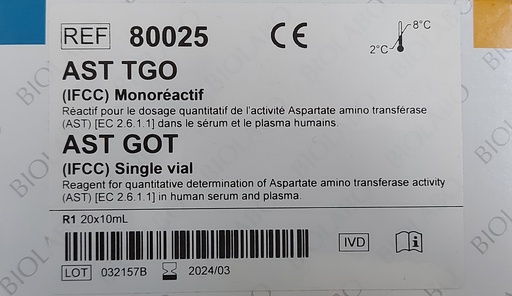 REF 80025 CE 2°C 8°C
AST TGO
(IFCC) Monoréactif
Réactif pour le dosage quantitatif de l'activité Aspartate amino transférase
(AST) [EC 2.6.1.1] dans le sérum et le plasma humains.
AST GOT
(IFCC) Single vial
Reagent for quantitative determination of Aspartate amino transferase activity
(AST) [EC 2.6.1.1] in human serum and plasma.
R1 20x10mL
IVD
LOT 032157B 2024/03